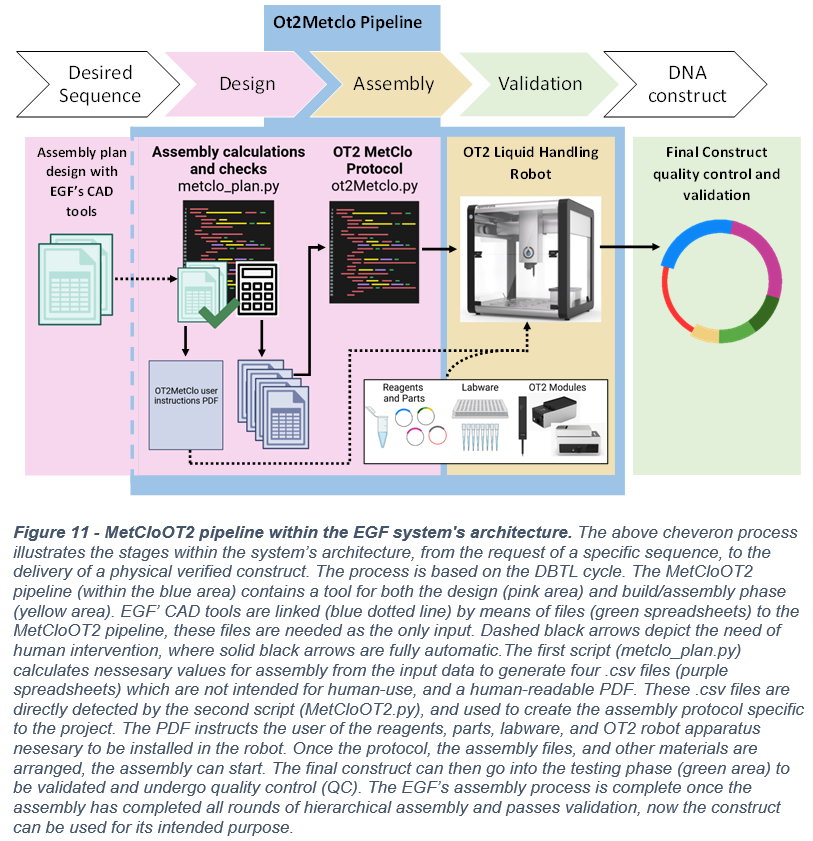 Ot2Metclo Pipeline
Desired
Sequence
Design
Assembly
Validation
DNA
construct
Assembly plan
design with
EGF's CAD
tools
Assembly calculations
and checks
metclo_plan.py
OT2 MetClo
Protocol
ot2Metclo.py
OT2 Liquid Handling
Robot
Final Construct
quality control and
validation
OT2MetClo user
instructions PDF
Reagents
and Parts
Labware
OT2 Modules
Figure 11 - MetCloOT2 pipeline within the EGF system's architecture. The above cheveron process
illustrates the stages within the system's architecture, from the request of a specific sequence, to the
delivery of a physical verified construct. The process is based on the DBTL cycle. The MetCloOT2
pipeline (within the blue area) contains a tool for both the design (pink area) and build/assembly phase
(yellow area). EGF' CAD tools are linked (blue dotted line) by means of files (green spreadsheets) to the
MetCloOT2 pipeline, these files are needed as the only input. Dashed black arrows depict the need of
human intervention, where solid black arrows are fully automatic.The first script (metclo_plan.py)
calculates nessesary values for assembly from the input data to generate four .csv files (purple
spreadsheets) which are not intended for human-use, and a human-readable PDF. These .csv files are
directly detected by the second script (MetCloOT2.py), and used to create the assembly protocol specific
to the project. The PDF instructs the user of the reagents, parts, labware, and OT2 robot apparatus
nesesary to be installed in the robot. Once the protocol, the assembly files, and other materials are
arranged, the assembly can start. The final construct can then go into the testing phase (green area) to
be validated and undergo quality control (QC). The EGF's assembly process is complete once the
assembly has completed all rounds of hierarchical assembly and passes validation, now the construct
can be used for its intended purpose.